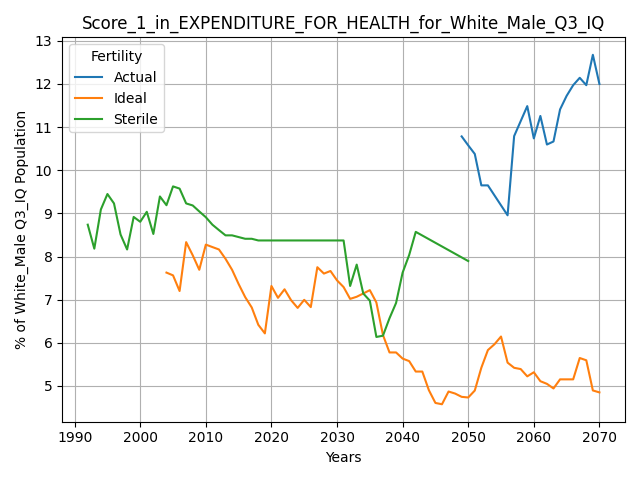 Score_1_in_EXPENDITURE_FOR_HEALTH_for_White_Male_Q3_IQ
Fertility
Actual
Ideal
Sterile
% of White_Male Q3_IQ Population
13
12
11
10
9
8
7
6
5
1990 2000 2010 2020 2030 2040 2050 2060 2070
Years